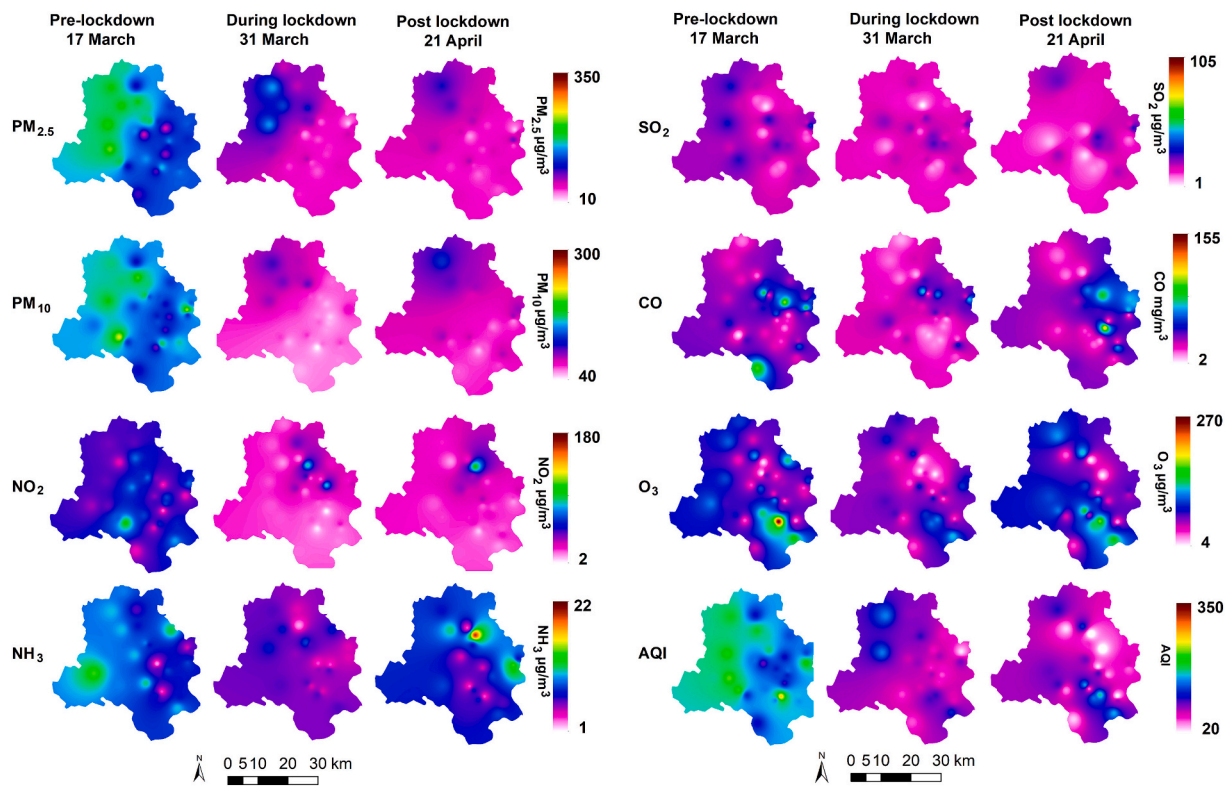 Pre-lockdown
17 March
During lockdown
31 March
Post lockdown
21 April
PM2.5
350
PM2.5 µg/m3
10
PM10
300
PM10 µg/m3
40
NO2
180
NO2 µg/m3
2
NH3
22
NH3 µg/m3
1
N
0 5 10 20 30 km
Pre-lockdown
17 March
During lockdown
31 March
Post lockdown
21 April
SO2
105
SO2 µg/m3
1
CO
155
CO mg/m3
2
O3
270
O3 µg/m3
4
AQI
350
AQI
20
N
0 5 10 20 30 km